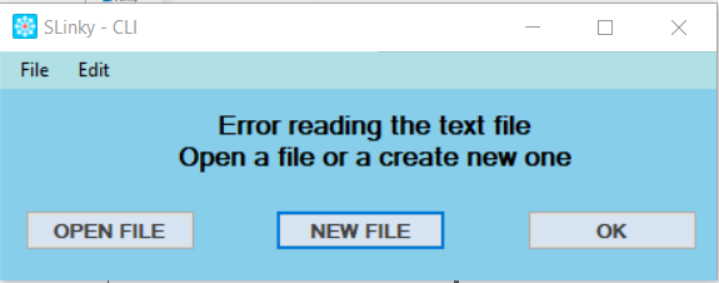 SLinky - CLI
File Edit
Error reading the text file
Open a file or a create new one
OPEN FILE NEW FILE OK